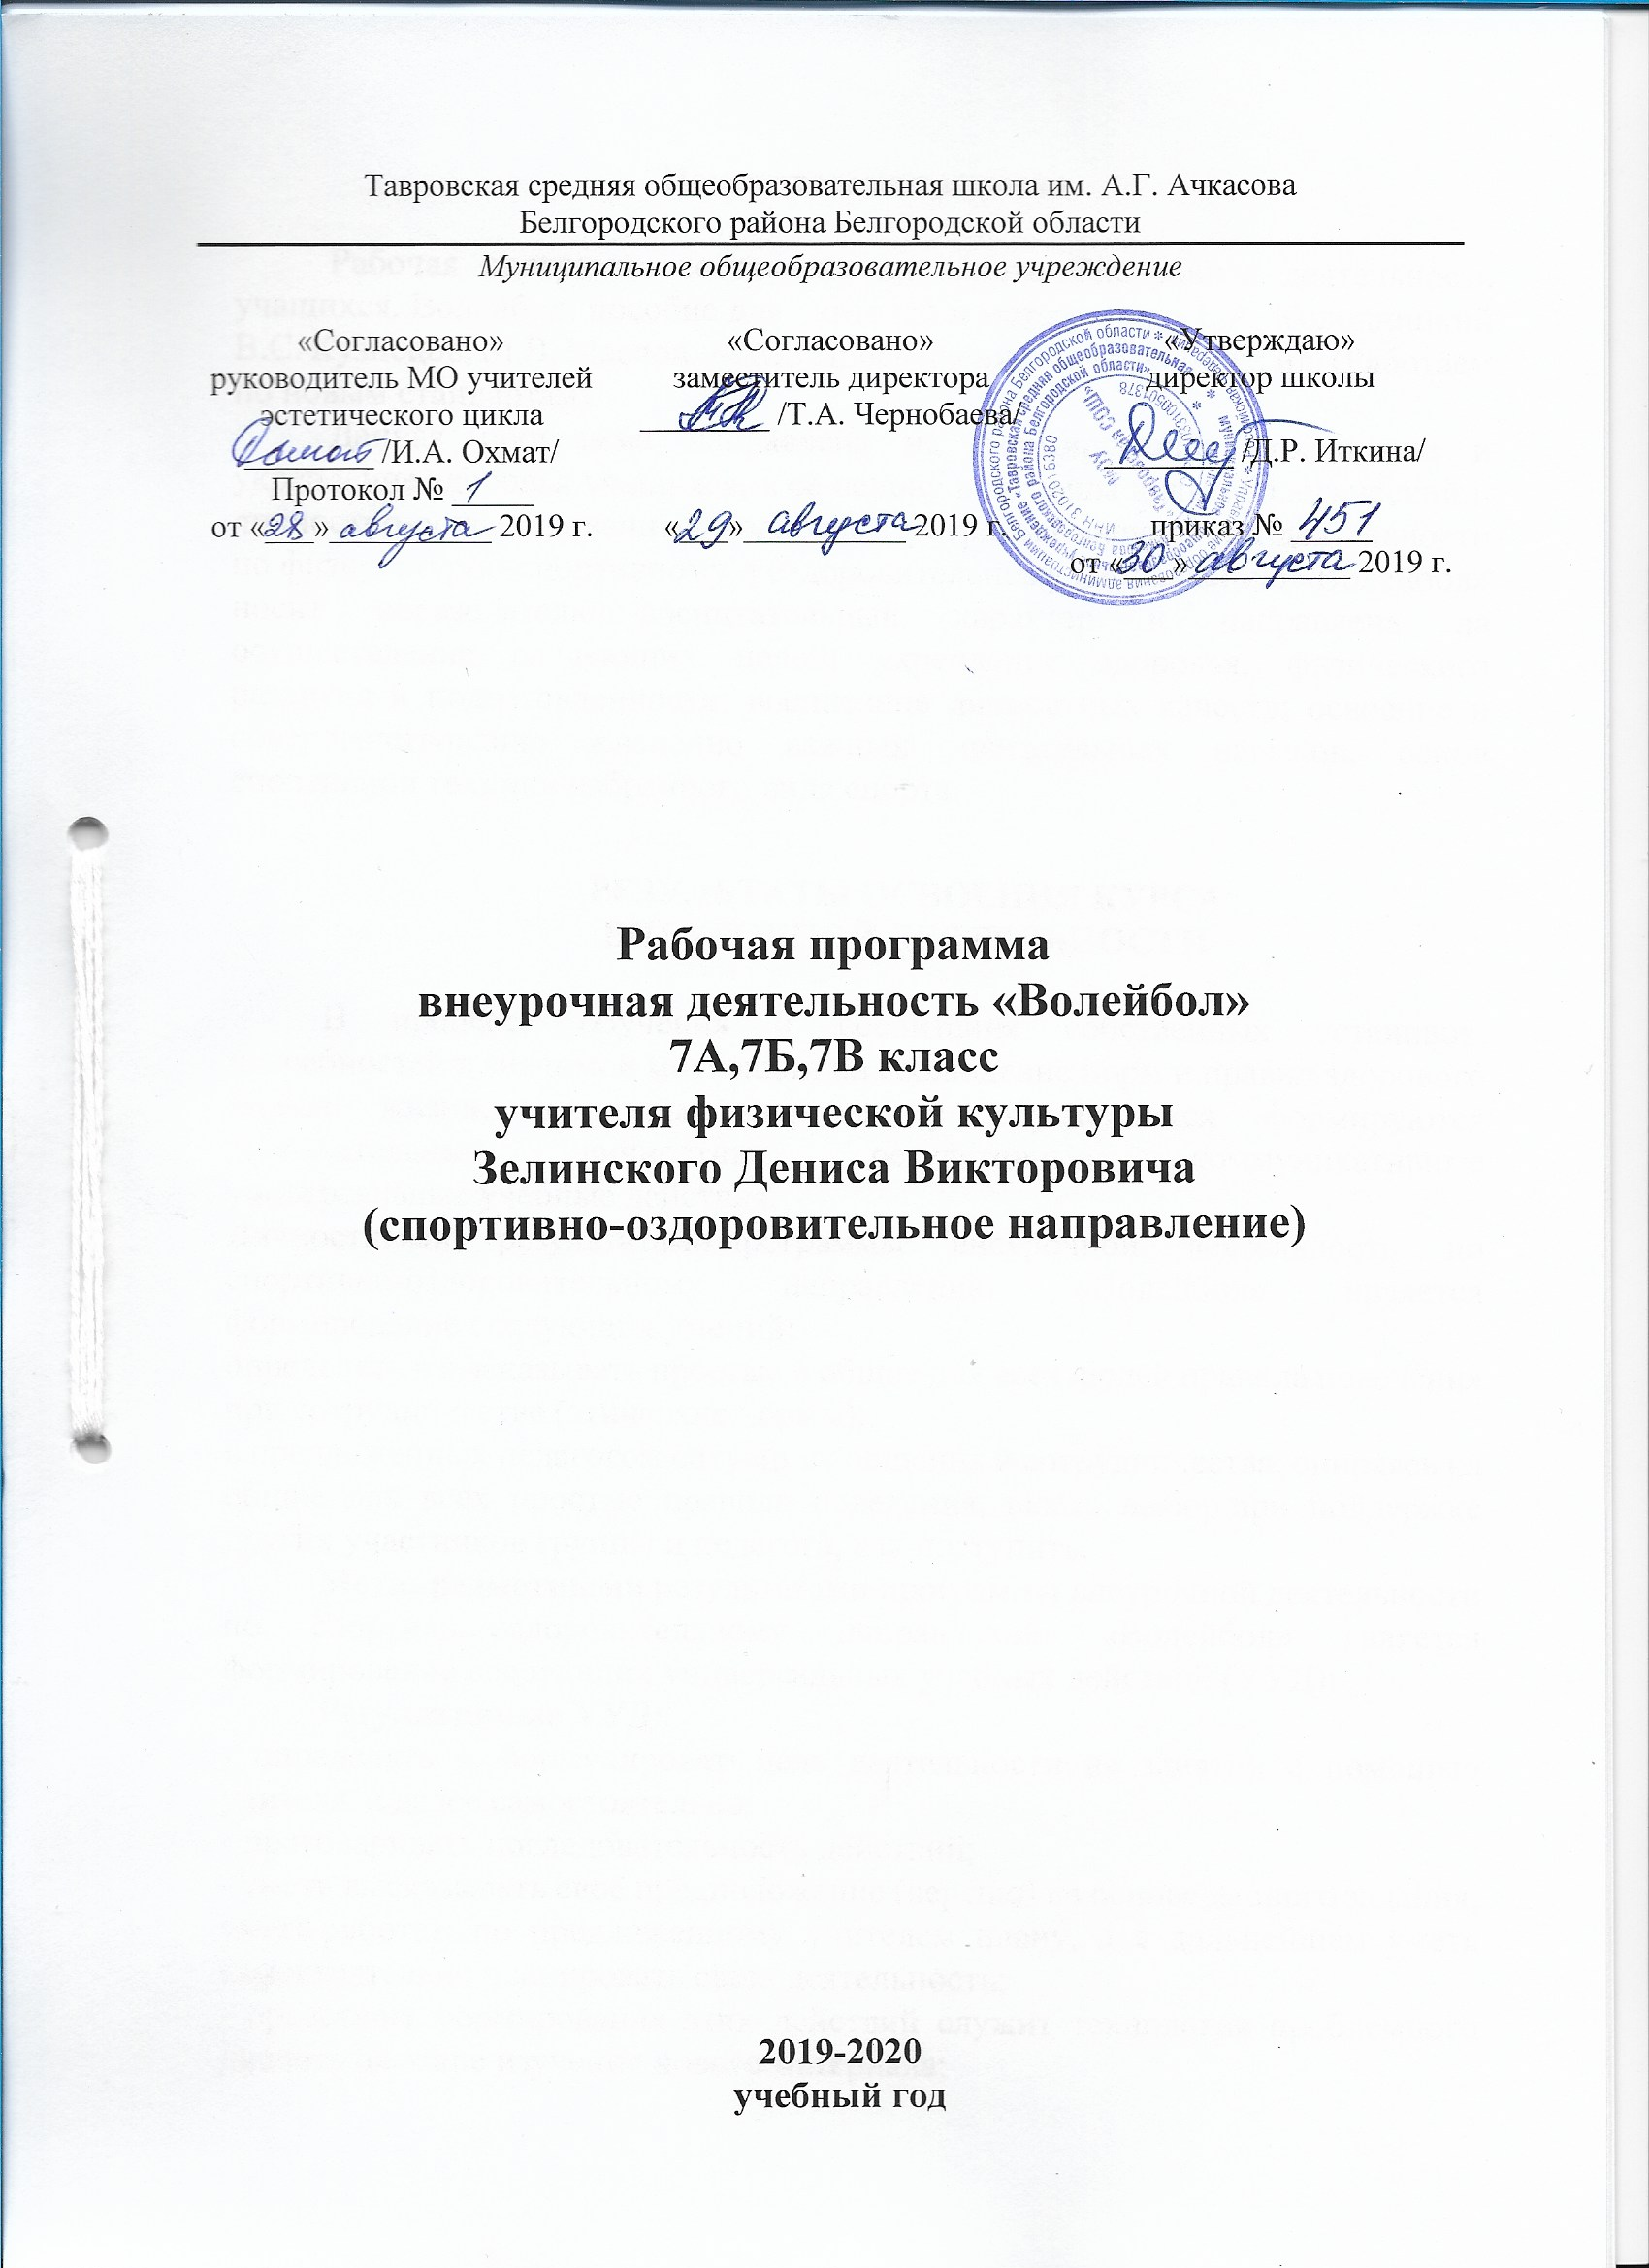 Тавровская средняя общеобразовательная школа им. А.Г. Ачкасова
Белгородского района Белгородской области
Муниципальное общеобразовательное учреждение
«Согласовано»
руководитель МО учителей
эстетического цикла
/И.А. Охмат/
Протокол № 1
от «28» августа 2019 г.
«Согласовано»
заместитель директора
/Т.А. Чернобаева/
«29» августа 2019 г.
«Утверждаю»
директор школы
/Д.Р. Иткина/
приказ № 451
от «30» августа 2019 г.
Рабочая программа
внеурочная деятельность «Волейбол»
7А,7Б,7В класс
учителя физической культуры
Зелинского Дениса Викторовича
(спортивно-оздоровительное направление)
2019-2020
учебный год